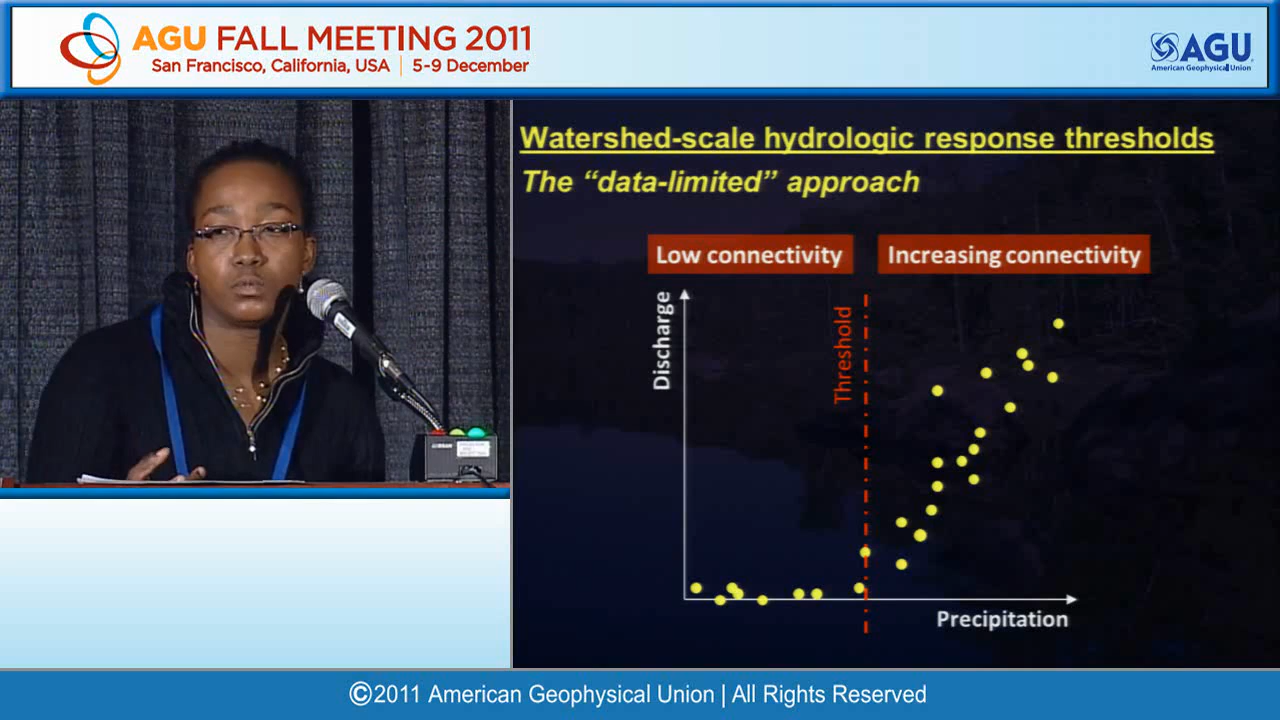 AGU FALL MEETING 2011
San Francisco, California, USA | 5-9 December
AGU
American Geophysical Union
Watershed-scale hydrologic response thresholds
The “data-limited” approach
Low connectivity
Increasing connectivity
Discharge
Threshold
Precipitation
©2011 American Geophysical Union | All Rights Reserved